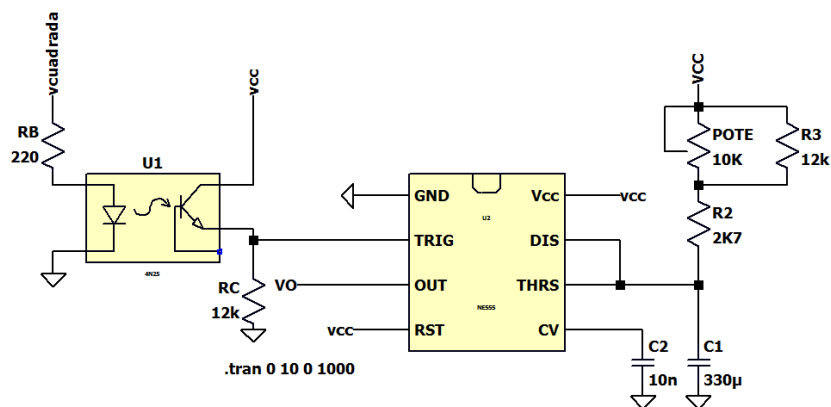 vcuadrada
RB
220
U1
4N25
vcc
RC
12k
VO
vcc
.tran 0 10 0 1000
GND
TRIG
OUT
RST
U2
NE555
Vcc
DIS
THRS
CV
vcc
C2
10n
C1
330µ
VCC
POTE
10K
R3
12k
R2
2K7